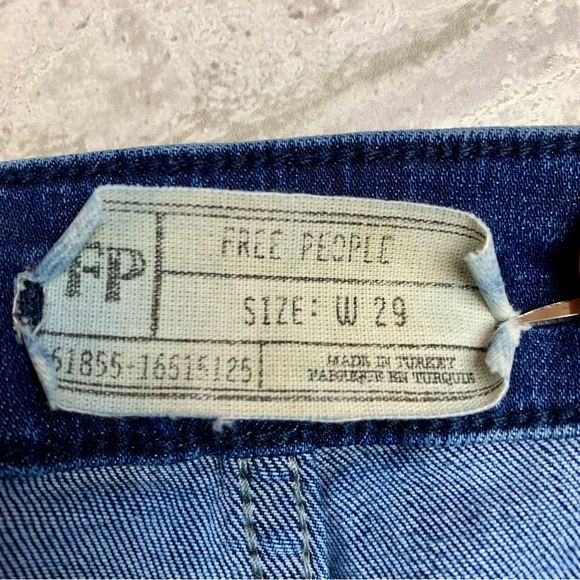 FP
FREE PEOPLE
SIZE: W 29
MADE IN TURKEY
FABRIQUE EN TURQUIE